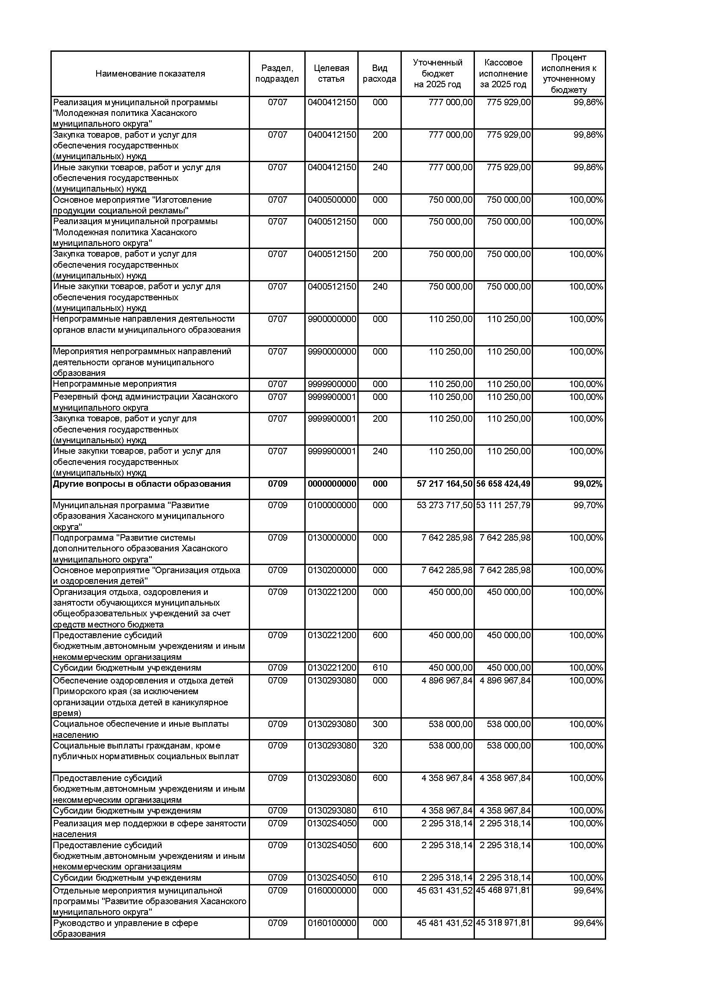 Наименование показателя
Раздел,
подраздел
Целевая
статья
Вид
расхода
Уточненный
бюджет
на 2025 год
Кассовое
исполнение
за 2025 год
Процент
исполнения к
уточненному
бюджету
Реализация муниципальной программы 0707 0400412150 000 777 000,00 775 929,00 99,86%
"Молодежная политика Хасанского
муниципального округа"
Закупка товаров, работ и услуг для 0707 0400412150 200 777 000,00 775 929,00 99,86%
обеспечения государственных
(муниципальных) нужд
Иные закупки товаров, работ и услуг для 0707 0400412150 240 777 000,00 775 929,00 99,86%
обеспечения государственных
(муниципальных) нужд
Основное мероприятие "Изготовление 0707 0400500000 000 750 000,00 750 000,00 100,00%
продукции социальной рекламы"
Реализация муниципальной программы 0707 0400512150 000 750 000,00 750 000,00 100,00%
"Молодежная политика Хасанского
муниципального округа"
Закупка товаров, работ и услуг для 0707 0400512150 200 750 000,00 750 000,00 100,00%
обеспечения государственных
(муниципальных) нужд
Иные закупки товаров, работ и услуг для 0707 0400512150 240 750 000,00 750 000,00 100,00%
обеспечения государственных
(муниципальных) нужд
Непрограммные направления деятельности 0707 9900000000 000 110 250,00 110 250,00 100,00%
органов власти муниципального образования
Мероприятия непрограммных направлений 0707 9990000000 000 110 250,00 110 250,00 100,00%
деятельности органов муниципального
образования
Непрограммные мероприятия 0707 9999900000 000 110 250,00 110 250,00 100,00%
Резервный фонд администрации Хасанского 0707 9999900001 000 110 250,00 110 250,00 100,00%
муниципального округа
Закупка товаров, работ и услуг для 0707 9999900001 200 110 250,00 110 250,00 100,00%
обеспечения государственных
(муниципальных) нужд
Иные закупки товаров, работ и услуг для 0707 9999900001 240 110 250,00 110 250,00 100,00%
обеспечения государственных
(муниципальных) нужд
Другие вопросы в области образования 0709 0000000000 000 57 217 164,50 56 658 424,49 99,02%
Муниципальная программа "Развитие 0709 0100000000 000 53 273 717,50 53 111 257,79 99,70%
образования Хасанского муниципального
округа"
Подпрограмма "Развитие системы 0709 0130000000 000 7 642 285,98 7 642 285,98 100,00%
дополнительного образования Хасанского
муниципального округа"
Основное мероприятие "Организация отдыха 0709 0130200000 000 7 642 285,98 7 642 285,98 100,00%
и оздоровления детей"
Организация отдыха, оздоровления и 0709 0130221200 000 450 000,00 450 000,00 100,00%
занятости обучающихся муниципальных
общеобразовательных учреждений за счет
средств местного бюджета
Предоставление субсидий 0709 0130221200 600 450 000,00 450 000,00 100,00%
бюджетным,автономным учреждениям и иным
некоммерческим организациям
Субсидии бюджетным учреждениям 0709 0130221200 610 450 000,00 450 000,00 100,00%
Обеспечение оздоровления и отдыха детей 0709 0130293080 000 4 896 967,84 4 896 967,84 100,00%
Приморского края (за исключением
организации отдыха детей в каникулярное
время)
Социальное обеспечение и иные выплаты 0709 0130293080 300 538 000,00 538 000,00 100,00%
населению
Социальные выплаты гражданам, кроме 0709 0130293080 320 538 000,00 538 000,00 100,00%
публичных нормативных социальных выплат
Предоставление субсидий 0709 0130293080 600 4 358 967,84 4 358 967,84 100,00%
бюджетным,автономным учреждениям и иным
некоммерческим организациям
Субсидии бюджетным учреждениям 0709 0130293080 610 4 358 967,84 4 358 967,84 100,00%
Реализация мер поддержки в сфере занятости 0709 01302S4050 000 2 295 318,14 2 295 318,14 100,00%
населения
Предоставление субсидий 0709 01302S4050 600 2 295 318,14 2 295 318,14 100,00%
бюджетным,автономным учреждениям и иным
некоммерческим организациям
Субсидии бюджетным учреждениям 0709 01302S4050 610 2 295 318,14 2 295 318,14 100,00%
Отдельные мероприятия муниципальной 0709 0160000000 000 45 631 431,52 45 468 971,81 99,64%
программы "Развитие образования Хасанского
муниципального округа"
Руководство и управление в сфере 0709 0160100000 000 45 481 431,52 45 318 971,81 99,64%
образования